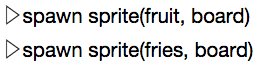 ▷spawn sprite(fruit, board)
▷spawn sprite(fries, board)